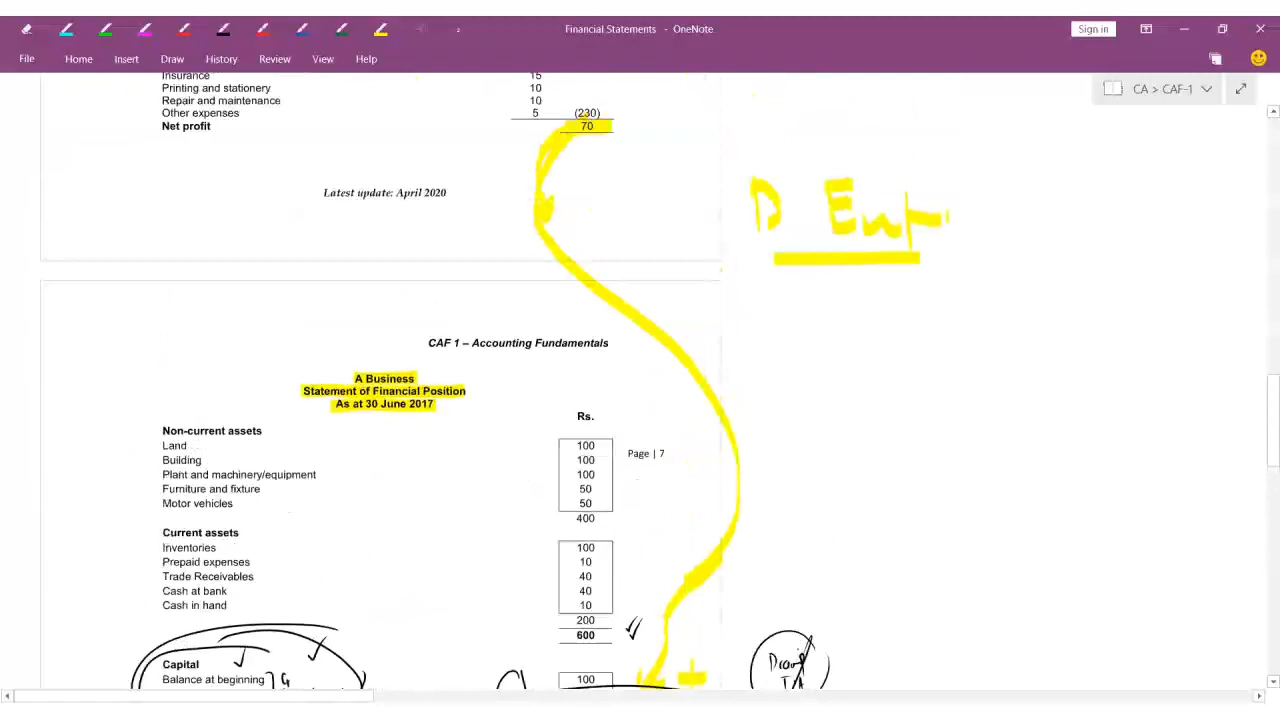 Financial Statements - OneNote
Sign in
File Home Insert Draw History Review View Help
CA > CAF-1
Insurance 15
Printing and stationery 10
Repair and maintenance 10
Other expenses 5 (230)
Net profit 70
Latest update: April 2020
D
CAF 1 – Accounting Fundamentals
A Business
Statement of Financial Position
As at 30 June 2017
Rs.
Non-current assets
Land 100
Page | 7
Building 100
Plant and machinery/equipment 100
Furniture and fixture 50
Motor vehicles 50
400
Current assets
Inventories 100
Prepaid expenses 10
Trade Receivables 40
Cash at bank 40
Cash in hand 10
200
600
Capital
Balance at beginning 100
+